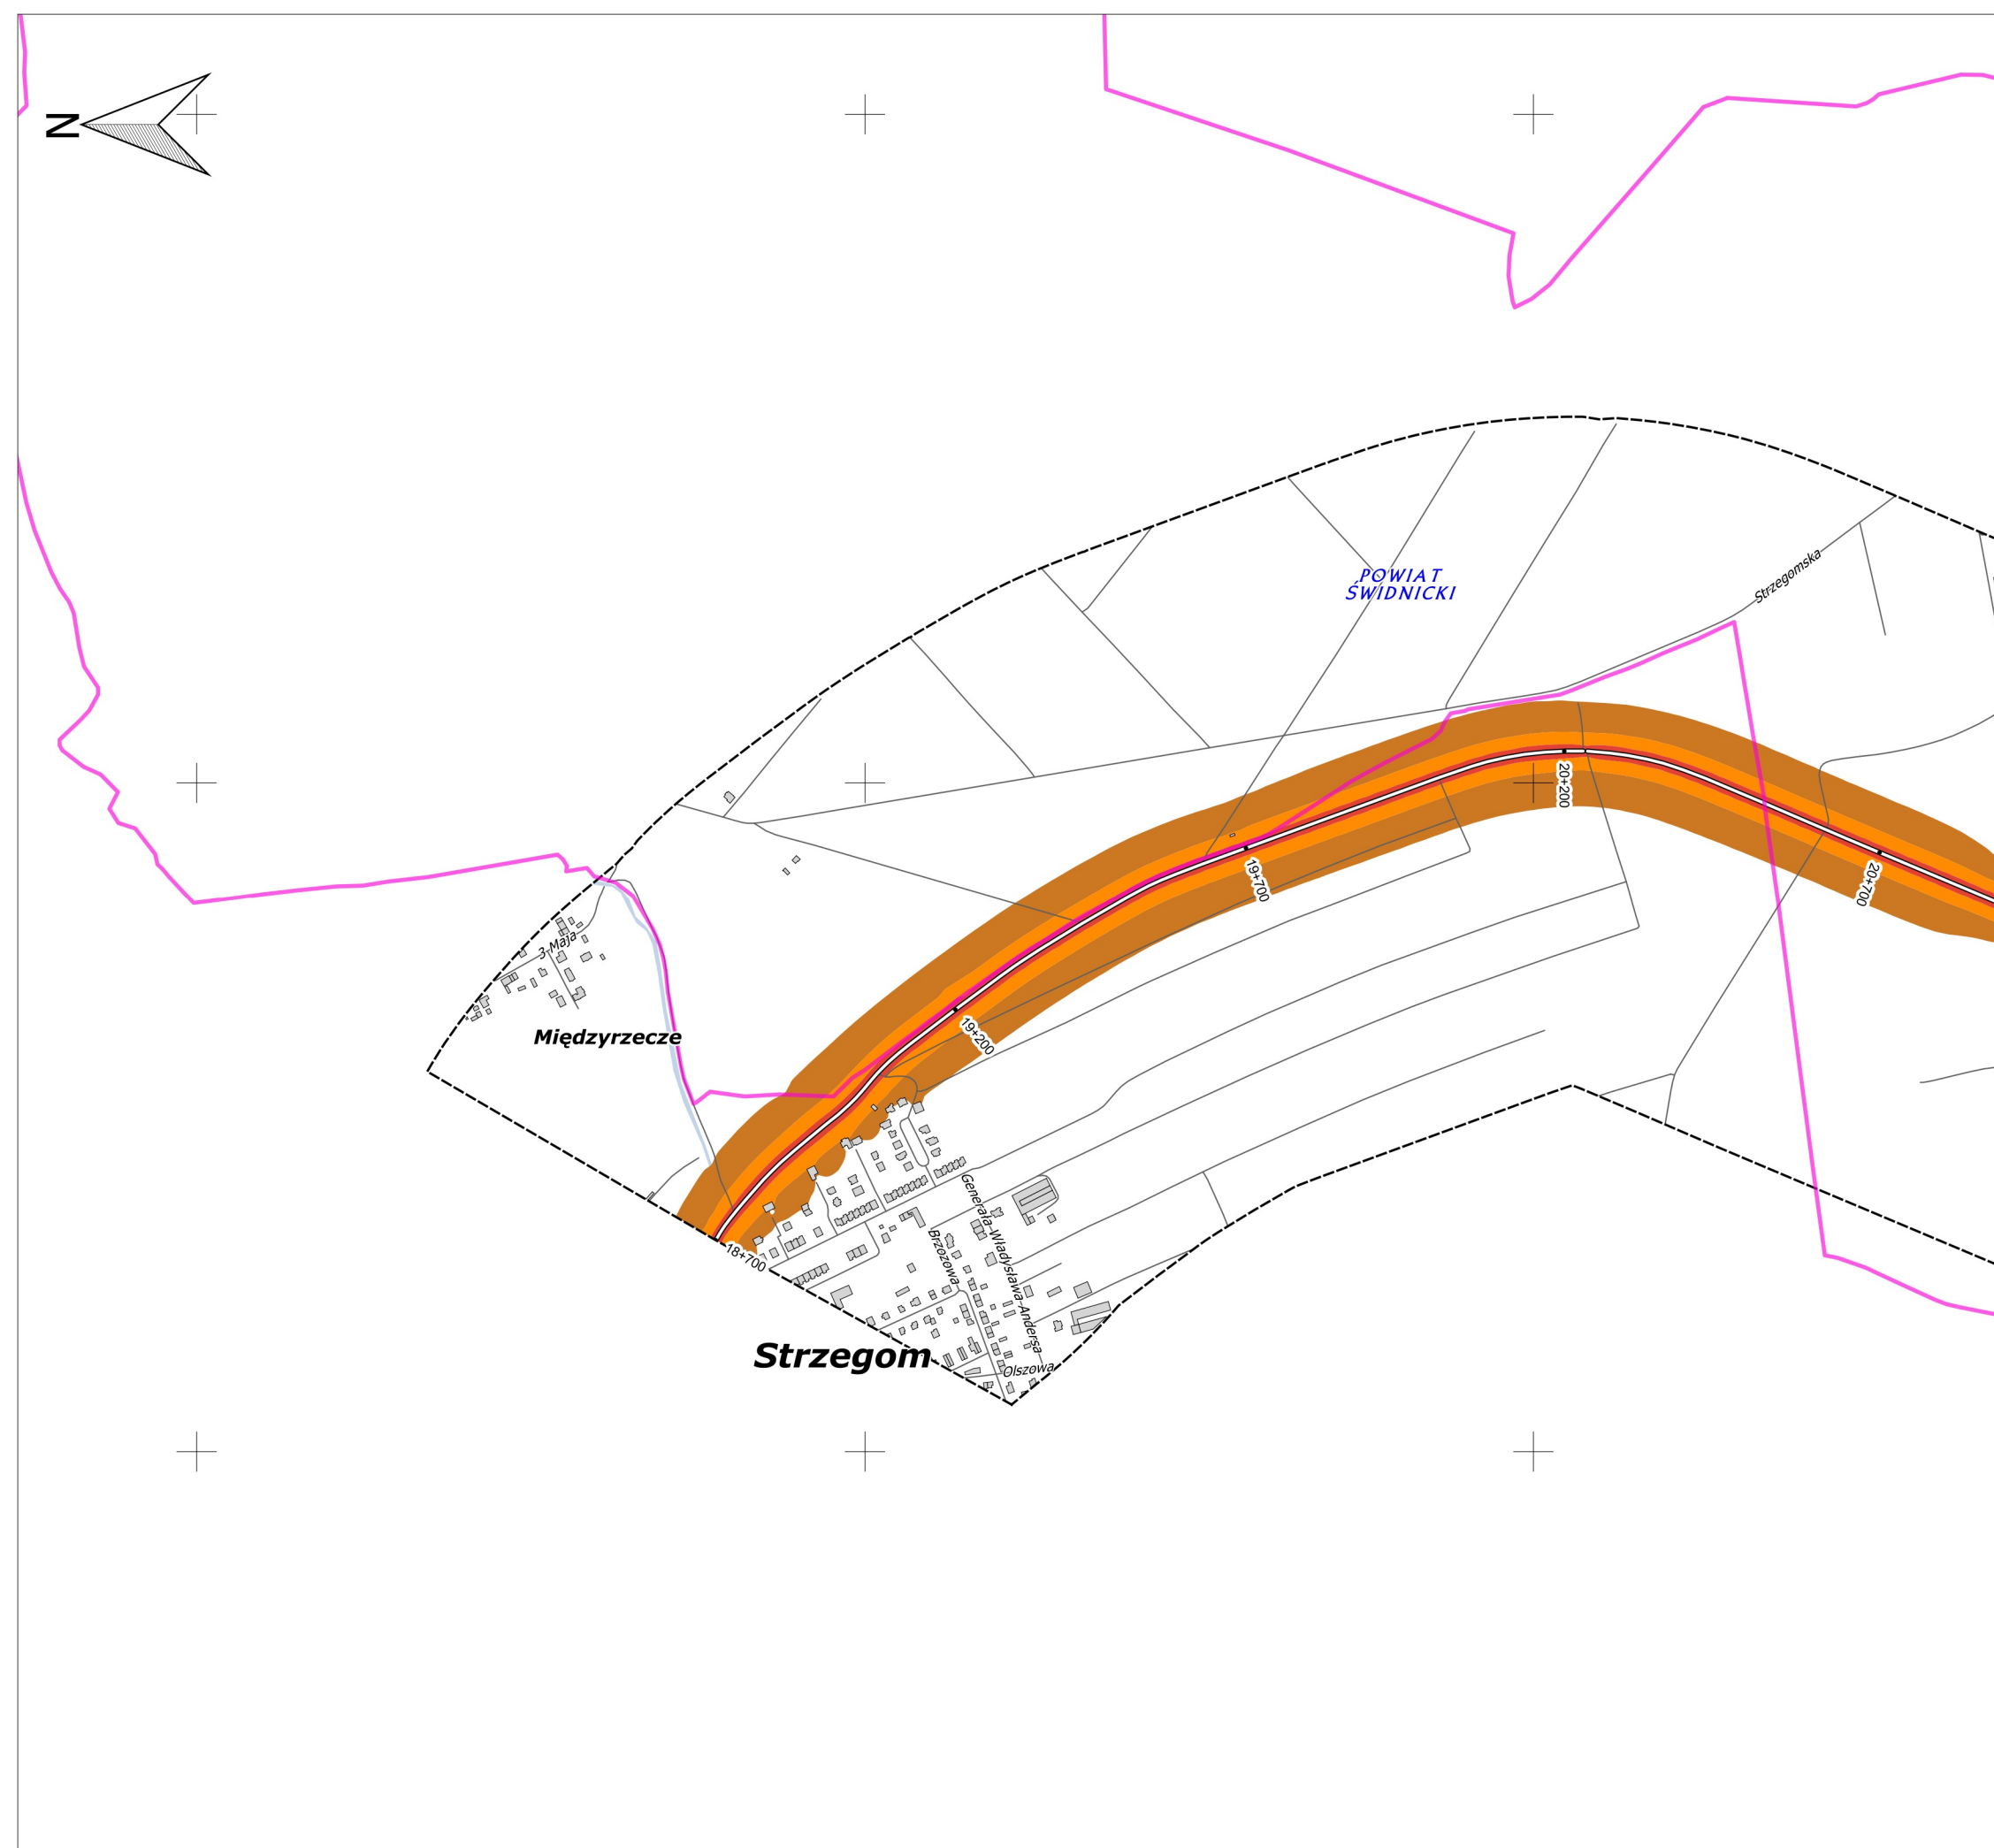 N
POWIAT
ŚWIDNICKI
Strzegomska
20+200
19+700
20+700
3 Maja
19+200
Międzyrzecze
18+700
Generała Władysława Andersa
Brzozowa
Strzegom
Olszowa